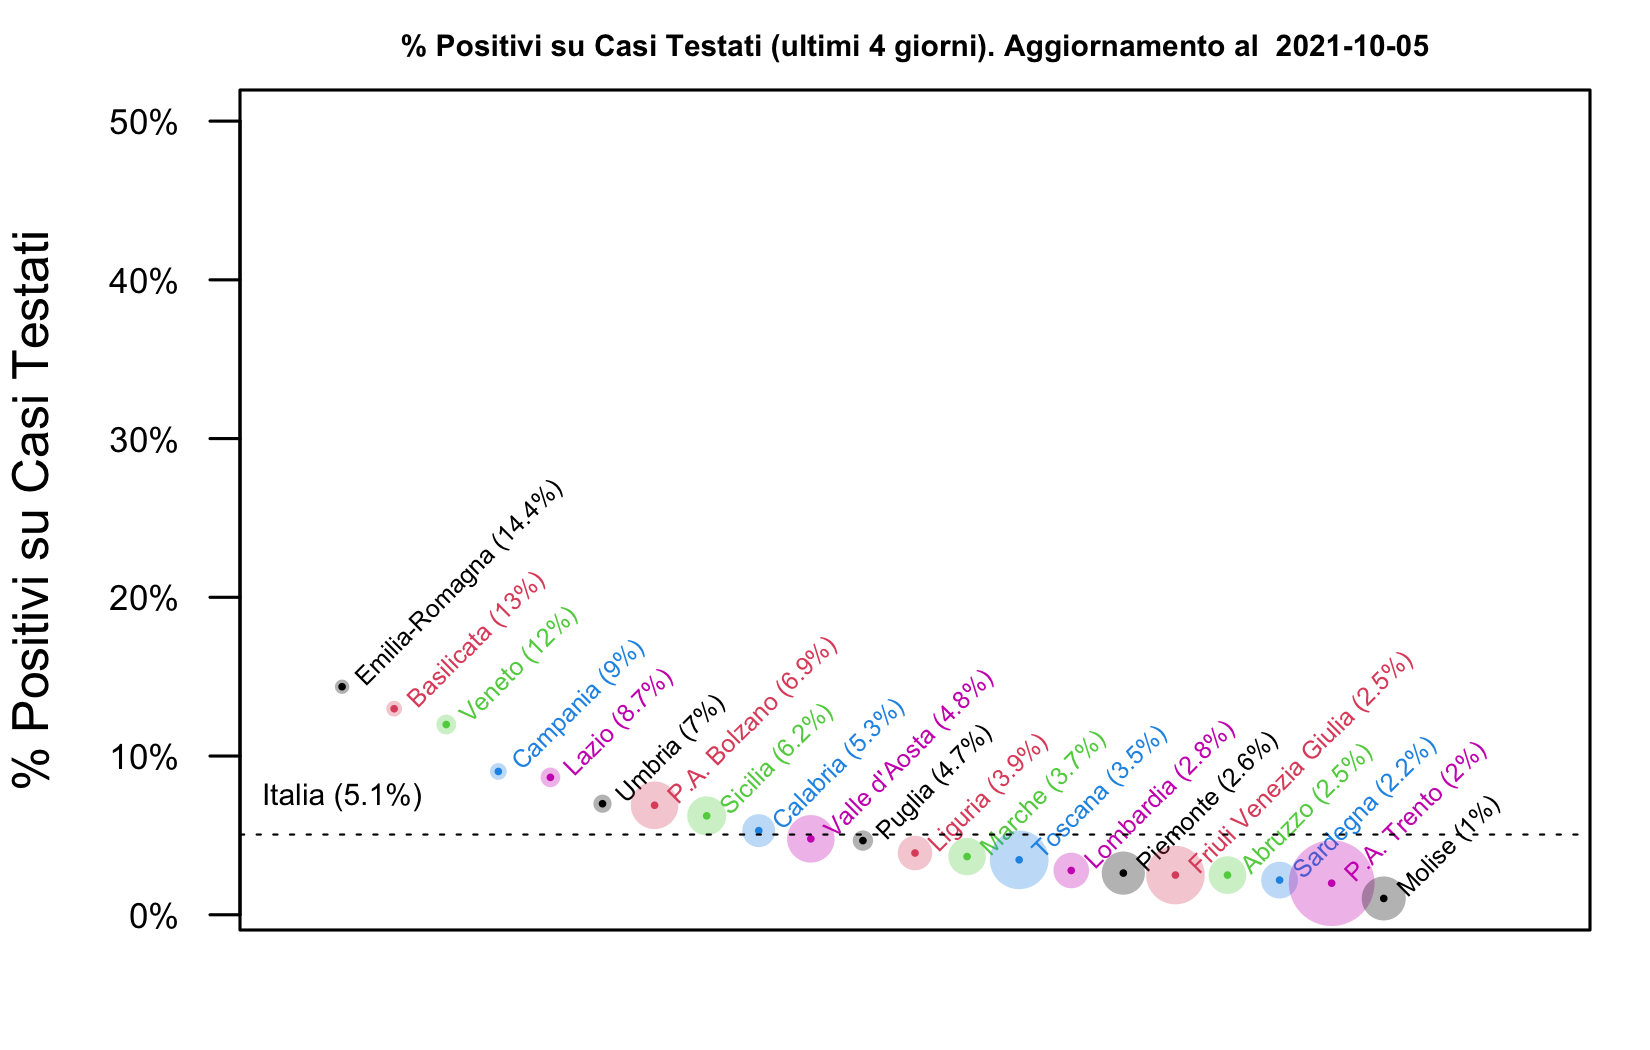 % Positivi su Casi Testati (ultimi 4 giorni). Aggiornamento al  2021-10-05
% Positivi su Casi Testati
50%
40%
30%
20%
10%
0%
Italia (5.1%)
Emilia-Romagna (14.4%)
Basilicata (13%)
Veneto (12%)
Campania (9%)
Lazio (8.7%)
Umbria (7%)
P.A. Bolzano (6.9%)
Sicilia (6.2%)
Calabria (5.3%)
Valle d'Aosta (4.8%)
Puglia (4.7%)
Liguria (3.9%)
Marche (3.7%)
Toscana (3.5%)
Lombardia (2.8%)
Piemonte (2.6%)
Friuli Venezia Giulia (2.5%)
Abruzzo (2.5%)
Sardegna (2.2%)
P.A. Trento (2%)
Molise (1%)